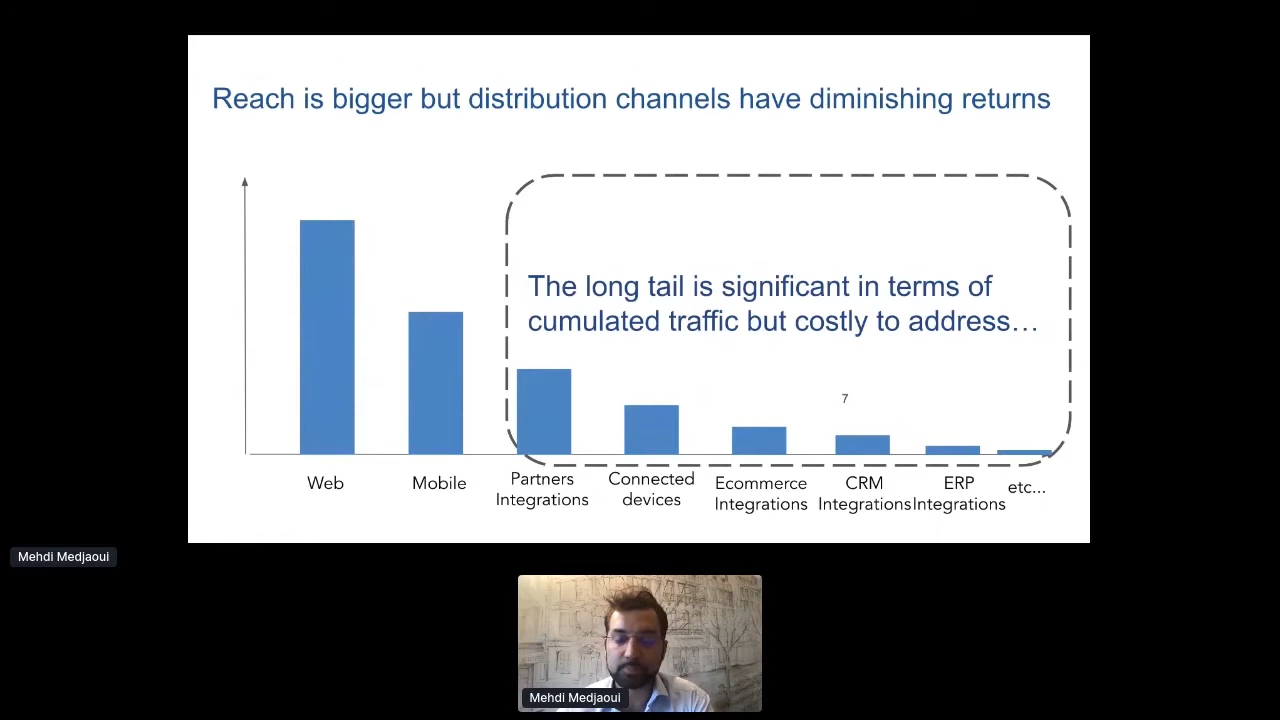 Reach is bigger but distribution channels have diminishing returns
The long tail is significant in terms of
cumulated traffic but costly to address…
7
Web
Mobile
Partners
Integrations
Connected
devices
Ecommerce
Integrations
CRM
Integrations
ERP
Integrations
etc...
Mehdi Medjaoui
Mehdi Medjaoui